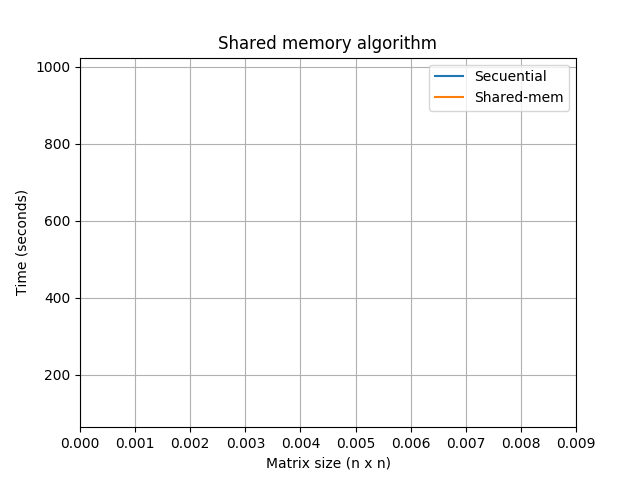 Shared memory algorithm
Secuential
Shared-mem
1000
800
600
400
200
Time (seconds)
0.000 0.001 0.002 0.003 0.004 0.005 0.006 0.007 0.008 0.009
Matrix size (n x n)